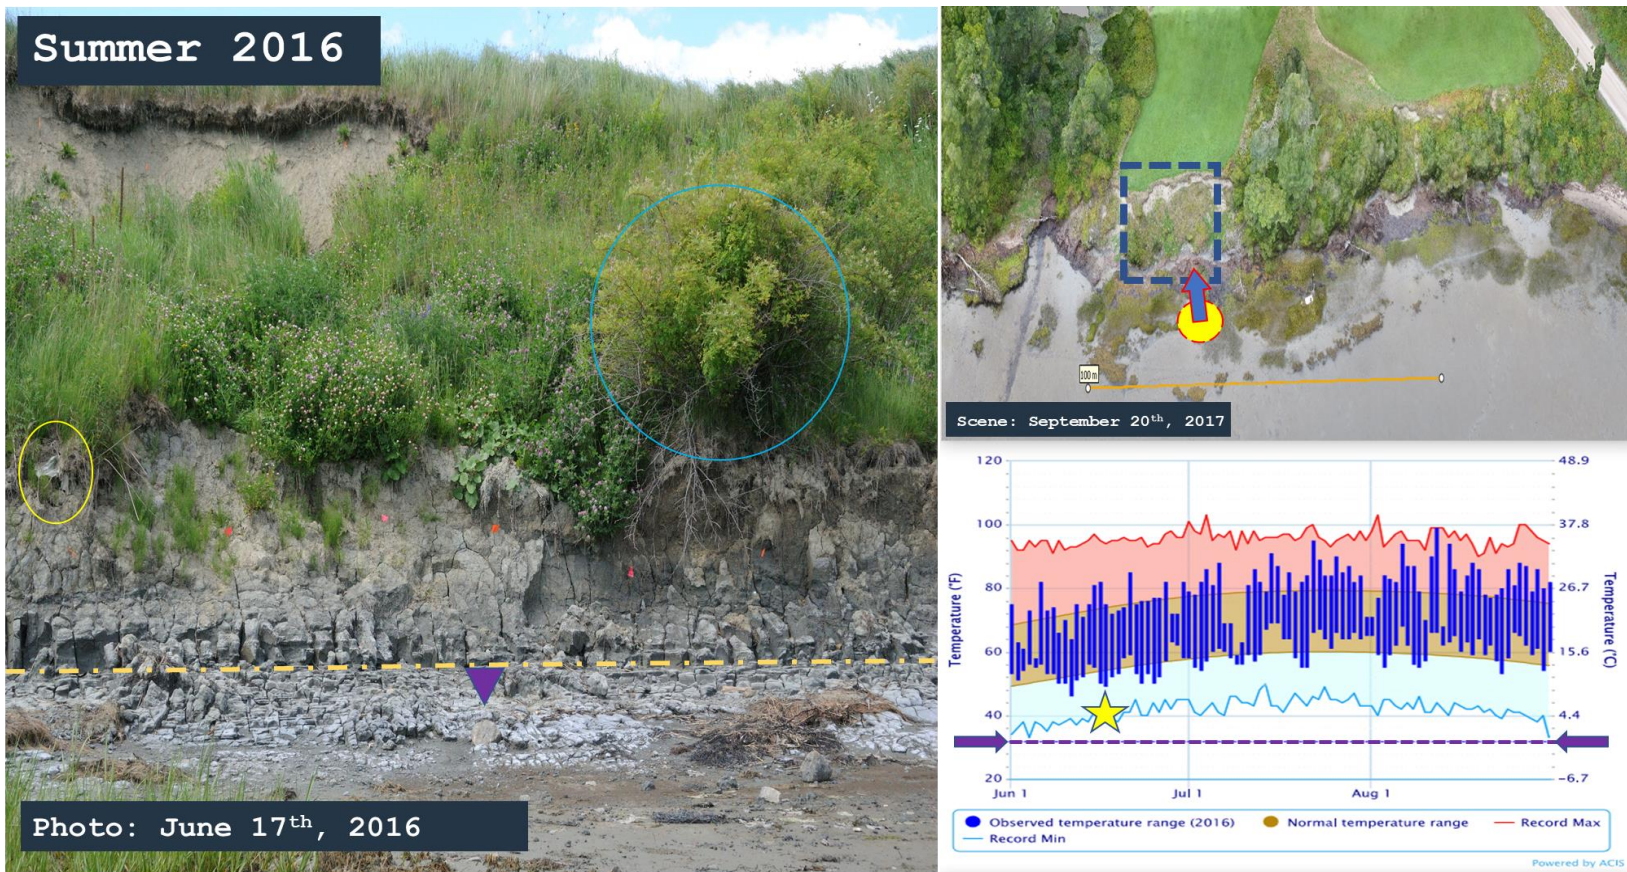 Summer 2016
Photo: June 17th, 2016
100 m
Scene: September 20th, 2017
120
100
80
60
40
20
48.9
37.8
26.7
15.6
4.4
-6.7
Temperature (°F)
Temperature (°C)
Jun 1
Jul 1
Aug 1
Observed temperature range (2016)
Normal temperature range
Record Max
Record Min
Powered by ACIS